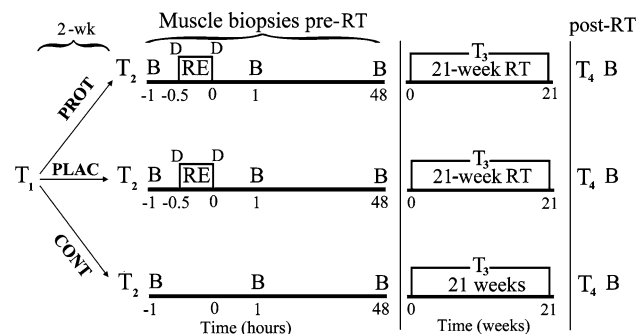 2-wk Muscle biopsies pre-RT post-RT
D D
T2 B RE B B T3 T4 B
21-week RT
-1 -0.5 0 1 48 0 21
PROT
D D
T1 PLAC T2 B RE B B T3 T4 B
21-week RT
-1 -0.5 0 1 48 0 21
CONT
T2 B B B T3 T4 B
21 weeks
-1 0 1 48 0 21
Time (hours) Time (weeks)